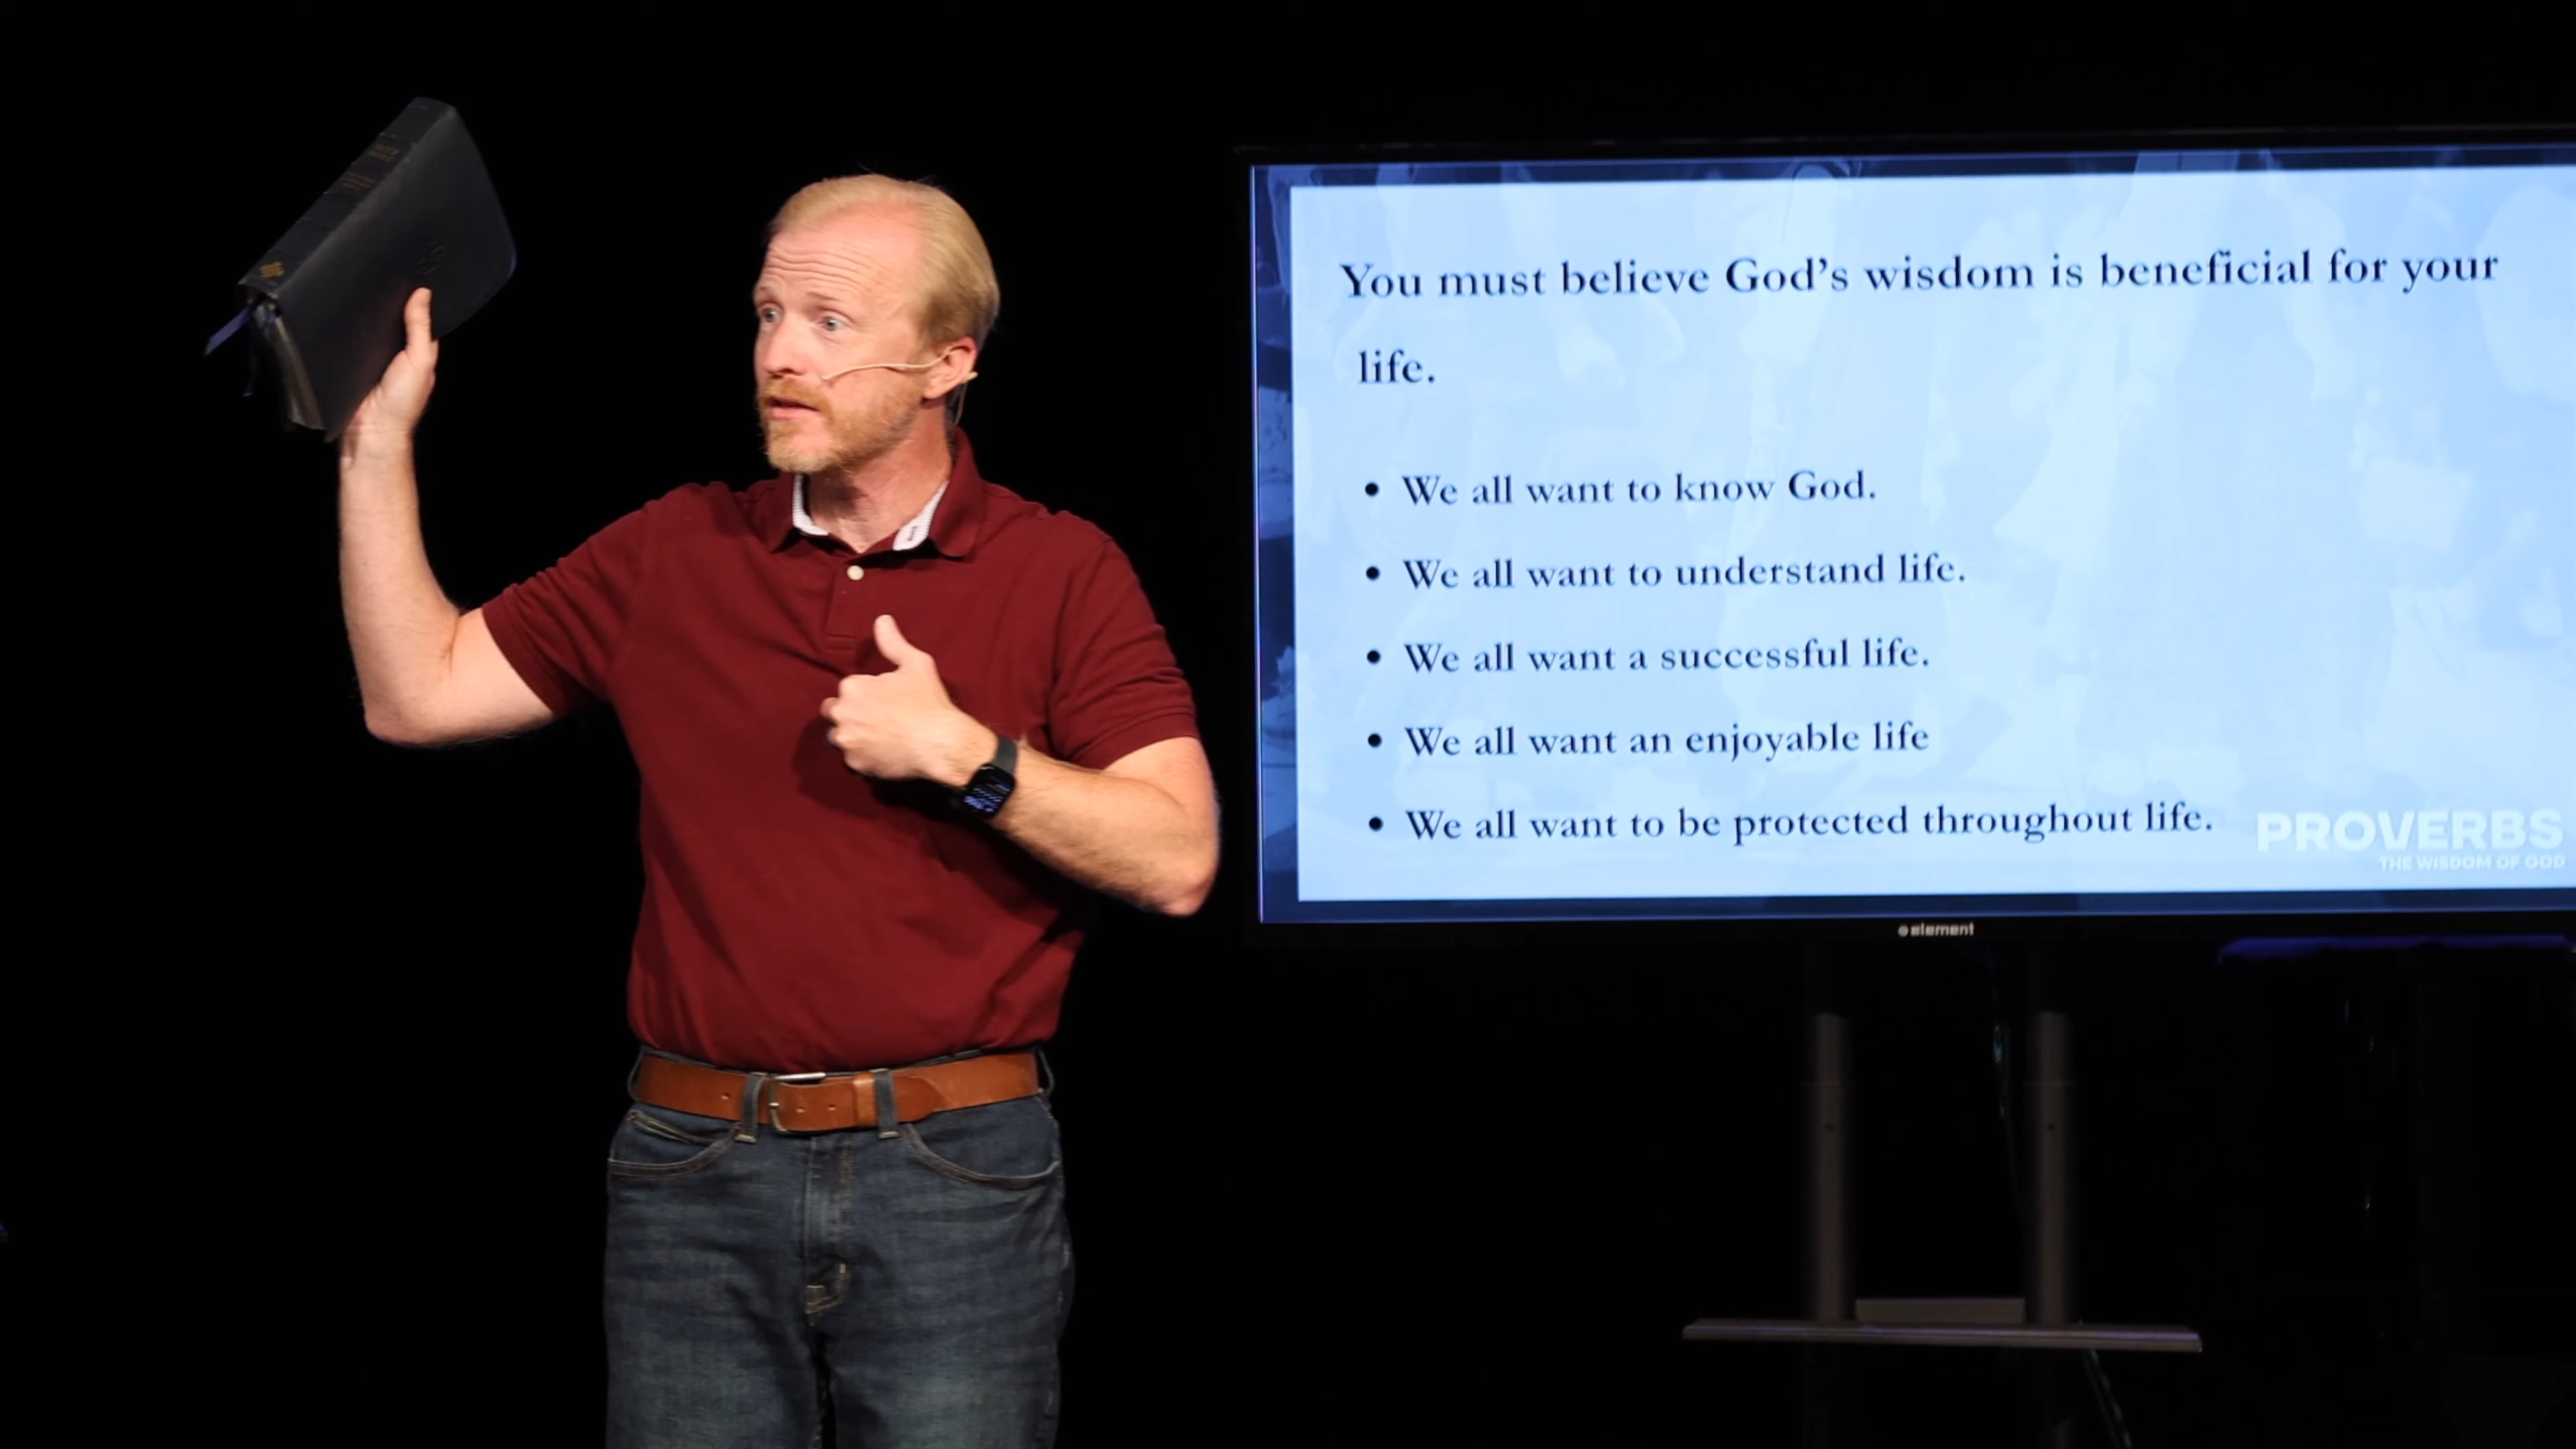 You must believe God's wisdom is beneficial for your
life.
• We all want to know God.
• We all want to understand life.
• We all want a successful life.
• We all want an enjoyable life
• We all want to be protected throughout life.
PROVERBS
THE WISDOM OF GOD
element